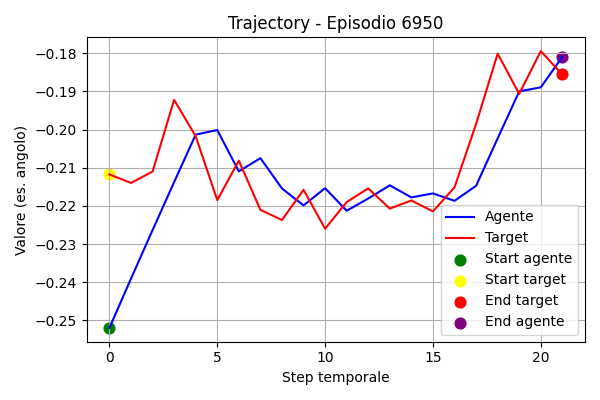 Trajectory - Episodio 6950
Valore (es. angolo)
−0.18
−0.19
−0.20
−0.21
−0.22
−0.23
−0.24
−0.25
Agente
Target
Start agente
Start target
End target
End agente
0
5
10
15
20
Step temporale